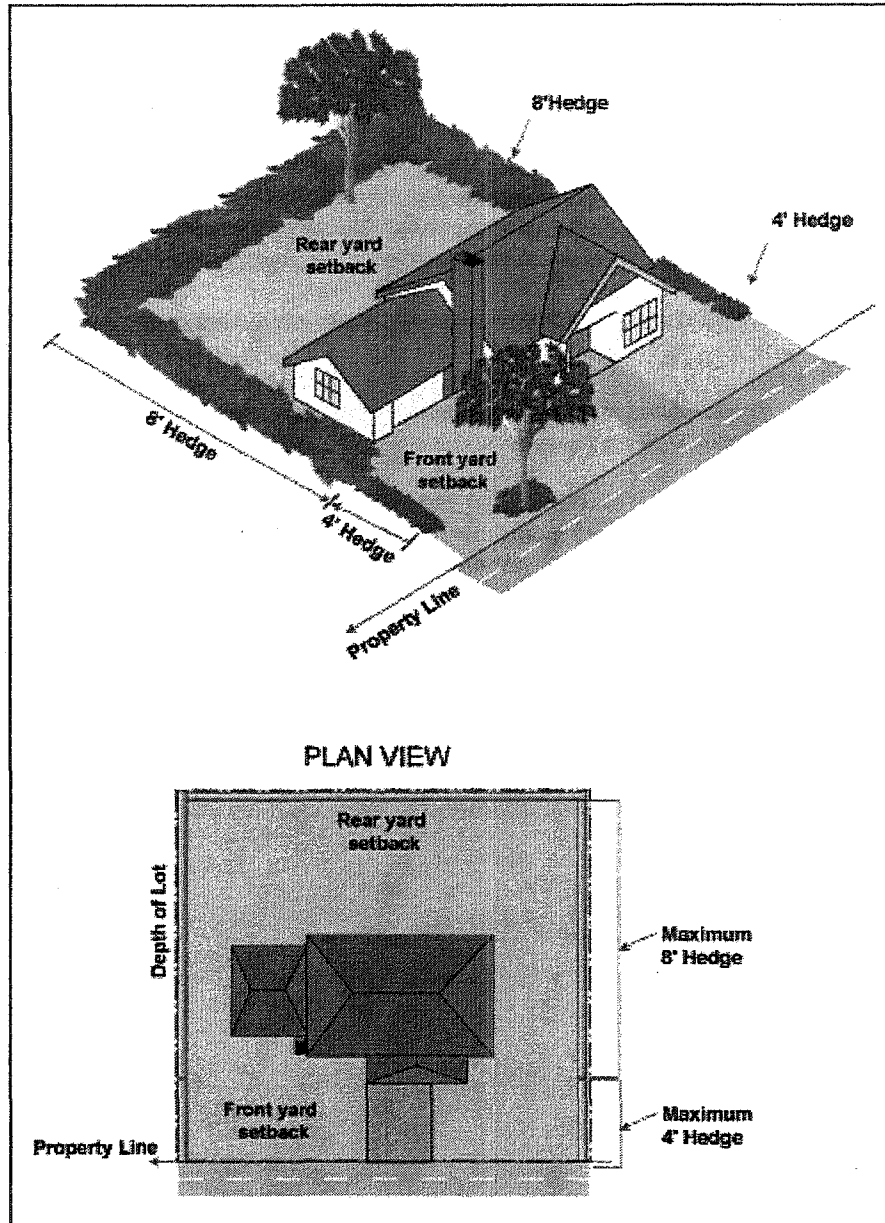 8'Hedge
4' Hedge
Rear yard
setback
8' Hedge
Front yard
setback
4' Hedge
Property Line
PLAN VIEW
Rear yard
setback
Depth of Lot
Maximum
8' Hedge
Front yard
setback
Maximum
4' Hedge
Property Line